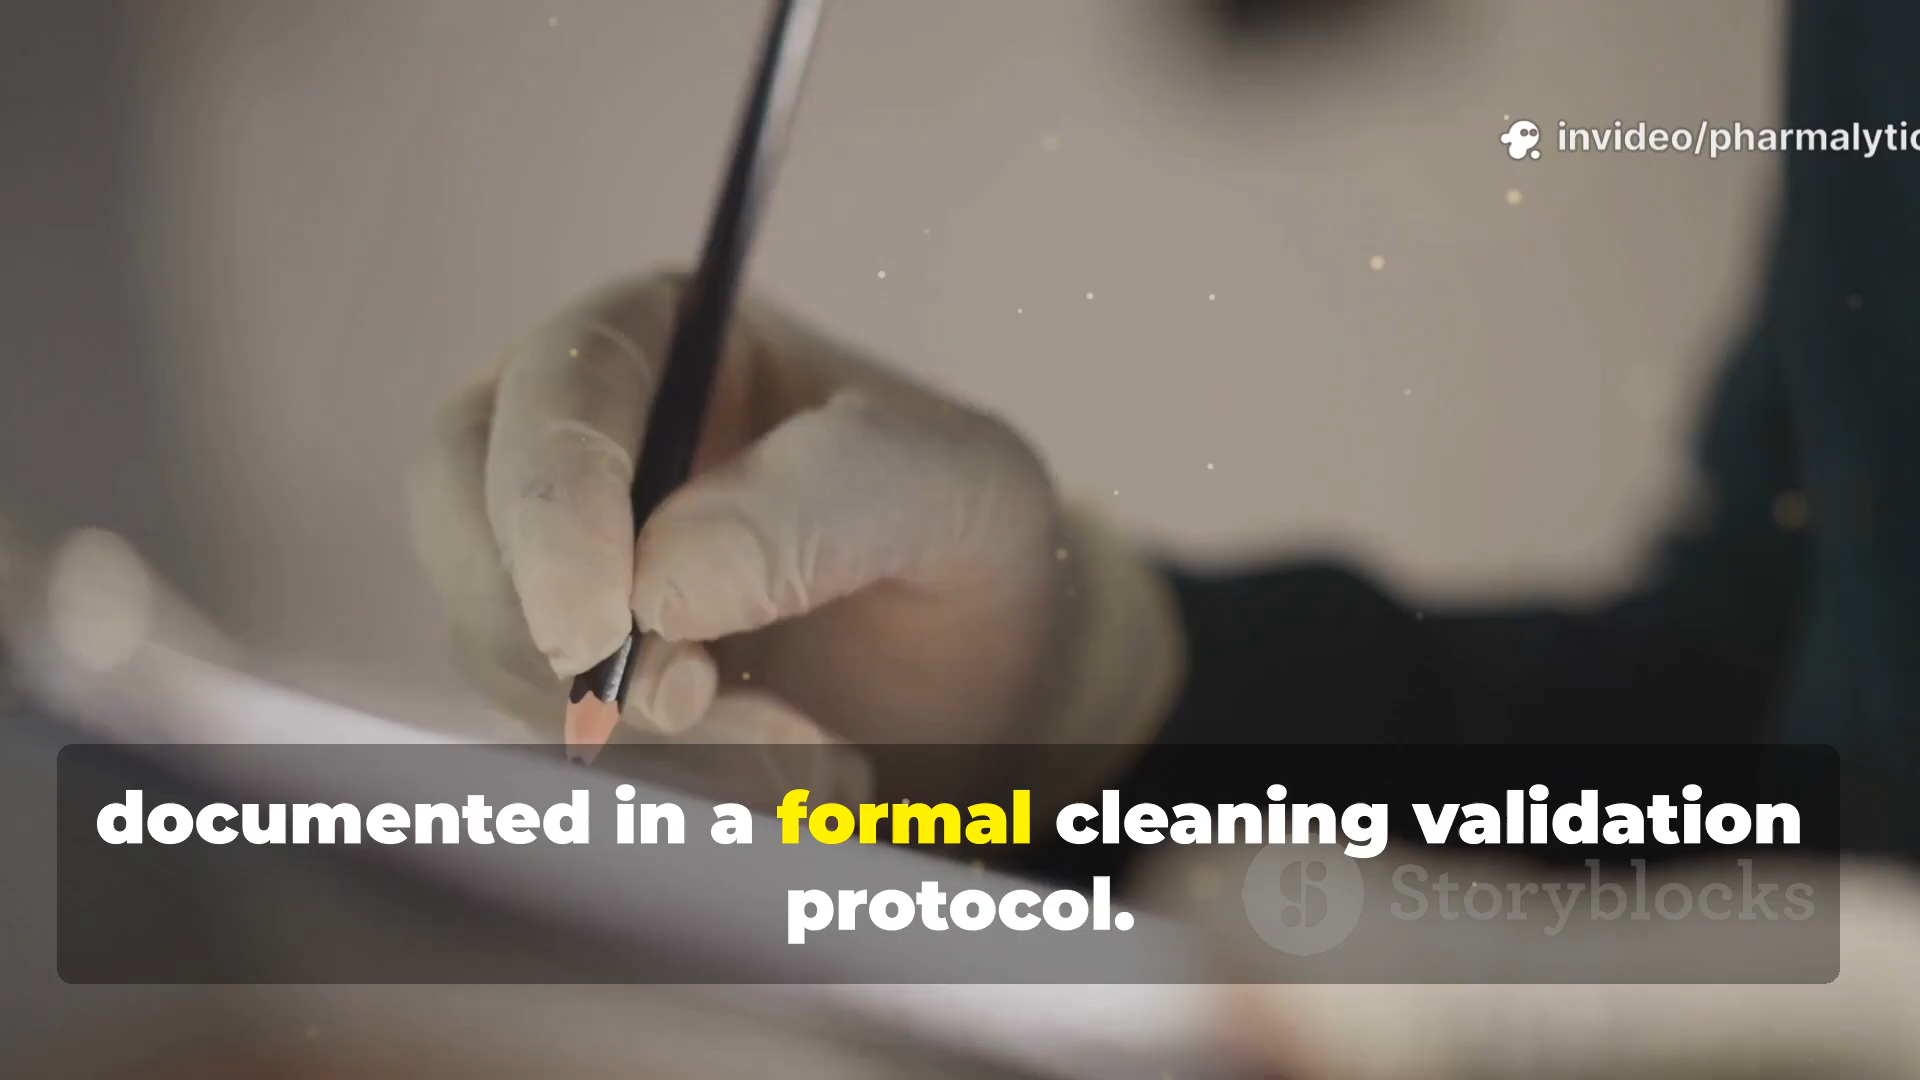 invideo/pharmalytic
documented in a formal cleaning validation
protocol.
Storyblocks